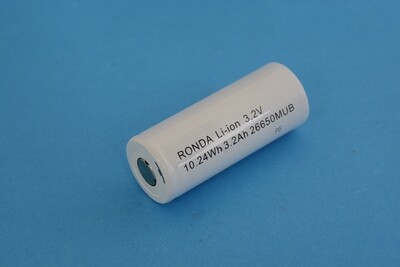 RONDA Li-ion 3.2V
10.24Wh 3.2Ah 26650MUB